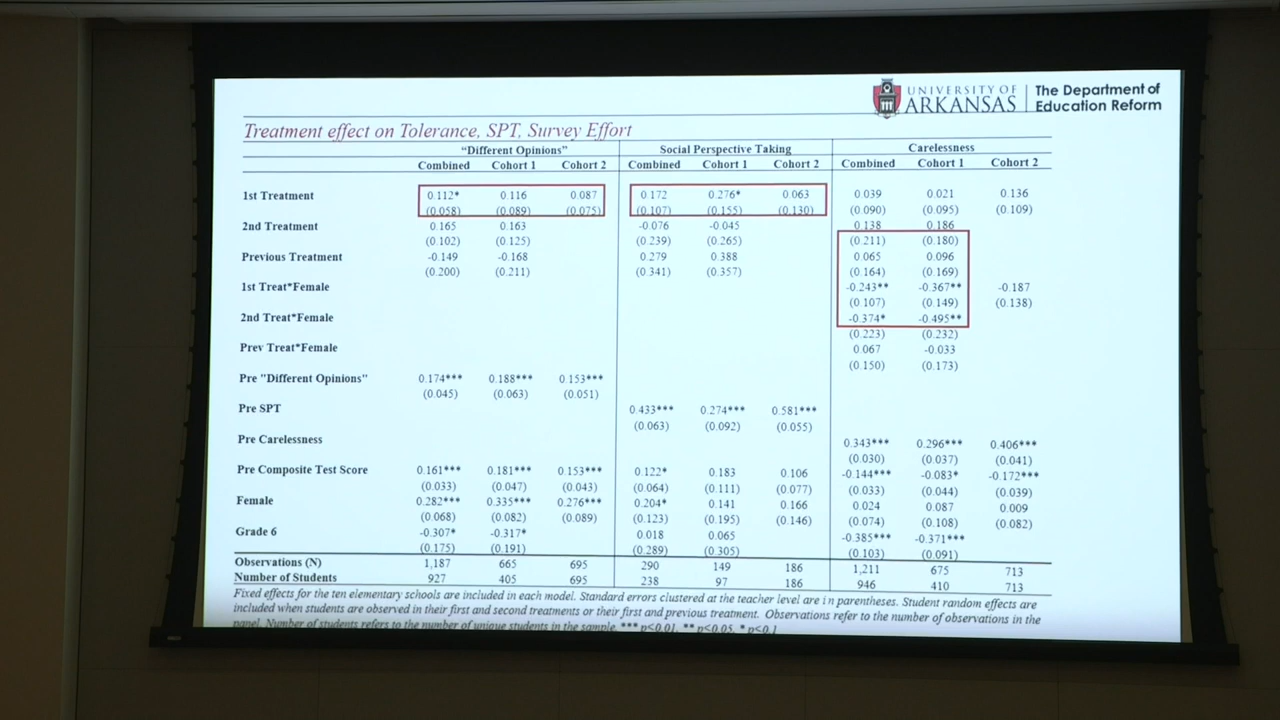 UNIVERSITY OF ARKANSAS | The Department of Education Reform
Treatment effect on Tolerance, SPT, Survey Effort
"Different Opinions" Social Perspective Taking Carelessness
Combined Cohort 1 Cohort 2 Combined Cohort 1 Cohort 2 Combined Cohort 1 Cohort 2
1st Treatment 0.112* 0.116 0.087 0.172 0.276* 0.063 0.039 0.021 0.136
(0.058) (0.089) (0.075) (0.107) (0.155) (0.130) (0.090) (0.095) (0.109)
2nd Treatment 0.165 0.163 -0.076 -0.045 0.138 0.186
(0.102) (0.125) (0.239) (0.265) (0.211) (0.180)
Previous Treatment -0.149 -0.168 0.279 0.388 0.065 0.096
(0.200) (0.211) (0.341) (0.357) (0.164) (0.169)
1st Treat*Female -0.243** -0.367** -0.187
(0.107) (0.149) (0.138)
2nd Treat*Female -0.374* -0.495**
(0.223) (0.232)
Prev Treat*Female 0.067 -0.033
(0.150) (0.173)
Pre "Different Opinions" 0.174*** 0.188*** 0.153***
(0.045) (0.063) (0.051)
Pre SPT 0.433*** 0.274*** 0.581***
(0.063) (0.092) (0.055)
Pre Carelessness 0.343*** 0.296*** 0.406***
(0.030) (0.037) (0.041)
Pre Composite Test Score 0.161*** 0.181*** 0.153*** 0.122* 0.183 0.106 -0.144*** -0.083* -0.172***
(0.033) (0.047) (0.043) (0.064) (0.111) (0.077) (0.033) (0.044) (0.039)
Female 0.282*** 0.335*** 0.276*** 0.204* 0.141 0.166 0.024 0.087 0.009
(0.068) (0.082) (0.089) (0.123) (0.195) (0.146) (0.074) (0.108) (0.082)
Grade 6 -0.307* -0.317* 0.018 0.065 -0.385*** -0.371***
(0.175) (0.191) (0.289) (0.305) (0.103) (0.091)
Observations (N) 1,187 665 695 290 149 186 1,211 675 713
Number of Students 927 405 695 238 97 186 946 410 713
Fixed effects for the ten elementary schools are included in each model. Standard errors clustered at the teacher level are in parentheses. Student random effects are
included when students are observed in their first and second treatments or their first and previous treatment. Observations refer to the number of observations in the
panel. Number of students refers to the number of unique students in the sample. *** p<0.01, ** p<0.05, * p<0.1